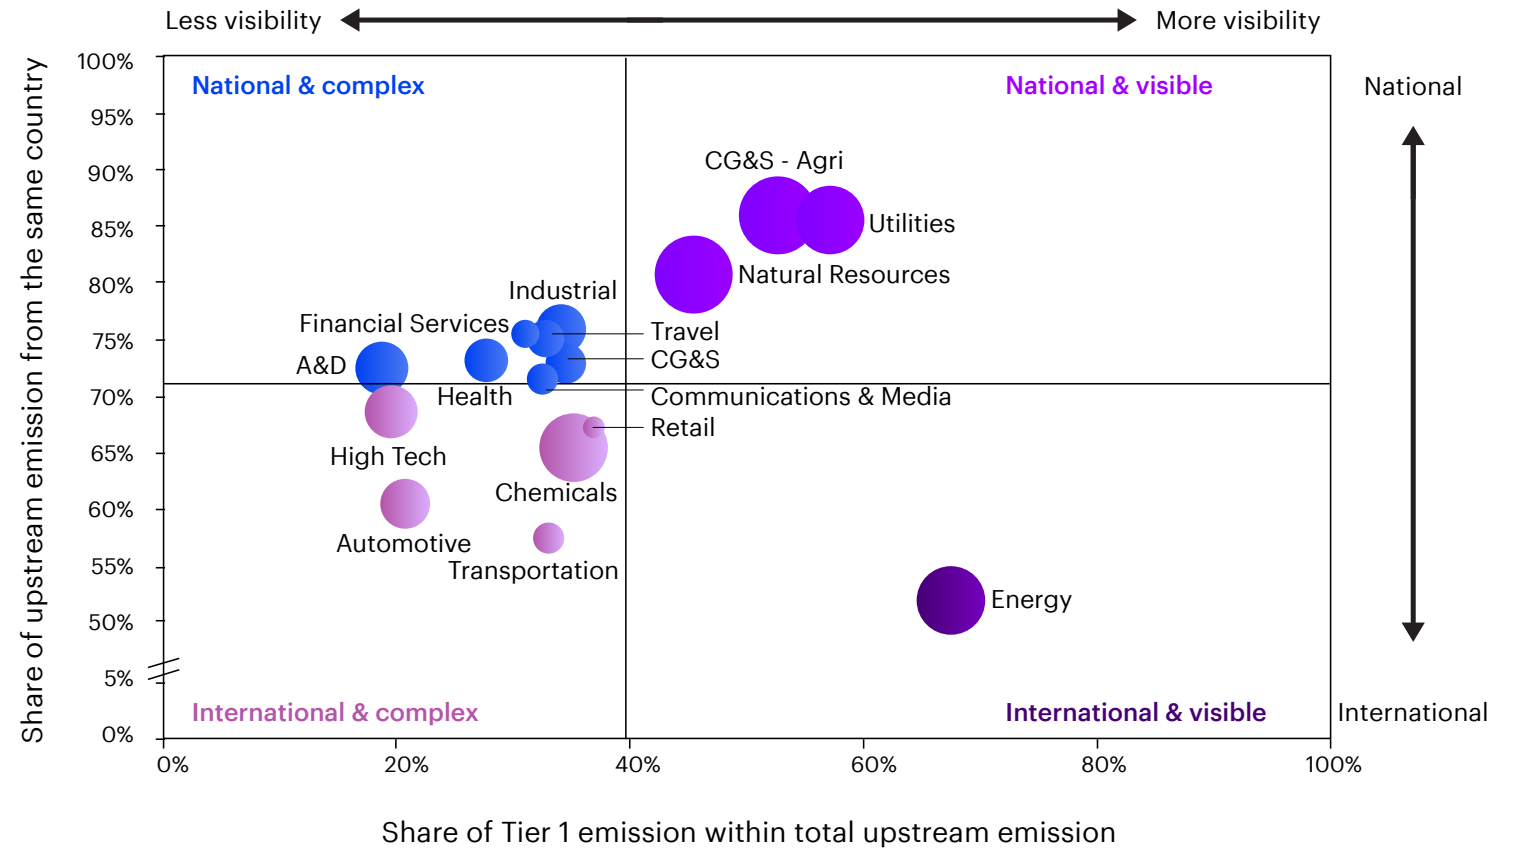 Less visibility
More visibility
Share of upstream emission from the same country
100%
95%
90%
85%
80%
75%
70%
65%
60%
55%
50%
5%
0%
National & complex
National & visible
National
CG&S - Agri
Utilities
Natural Resources
Industrial
Financial Services
Travel
A&D
CG&S
Health
Communications & Media
Retail
High Tech
Chemicals
Automotive
Transportation
Energy
International & complex
International & visible
International
0%
20%
40%
60%
80%
100%
Share of Tier 1 emission within total upstream emission